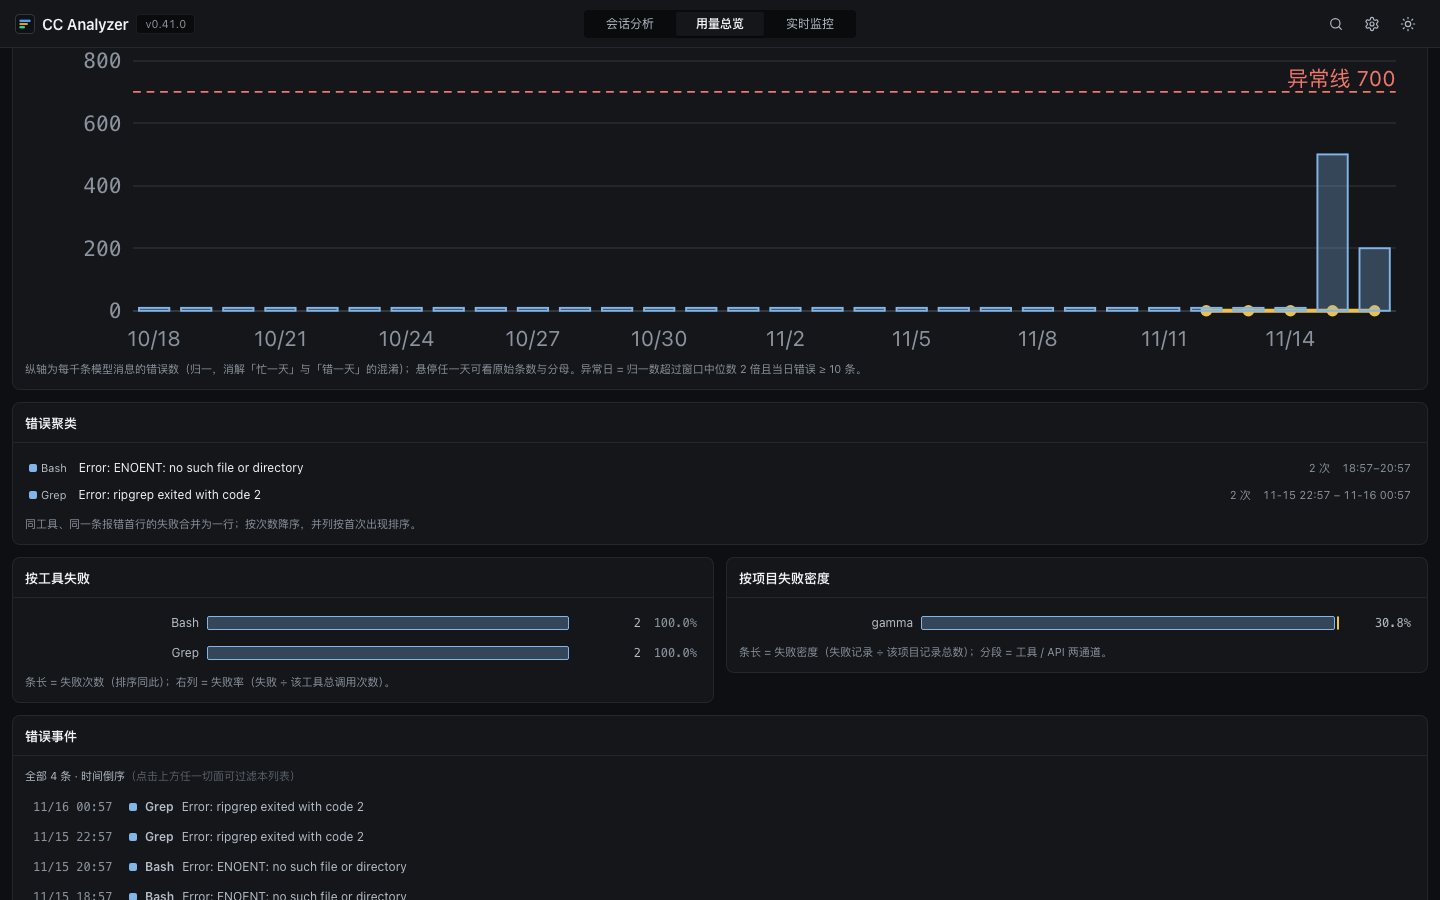 CC Analyzer v0.41.0 会话分析 用量总览 实时监控
800
异常线 700
600
400
200
0
10/18 10/21 10/24 10/27 10/30 11/2 11/5 11/8 11/11 11/14
纵轴为每千条模型消息的错误数（归一，消解「忙一天」与「错一天」的混淆）；悬停任一天可看原始条数与分母。异常日 = 归一数超过窗口中位数 2 倍且当日错误 ≥ 10 条。
错误聚类
Bash Error: ENOENT: no such file or directory 2 次 18:57–20:57
Grep Error: ripgrep exited with code 2 2 次 11-15 22:57 – 11-16 00:57
同工具、同一条报错首行的失败合并为一行；按次数降序，并列按首次出现排序。
按工具失败
Bash 2 100.0%
Grep 2 100.0%
条长 = 失败次数（排序同此）；右列 = 失败率（失败 ÷ 该工具总调用次数）。
按项目失败密度
gamma 30.8%
条长 = 失败密度（失败记录 ÷ 该项目记录总数）；分段 = 工具 / API 两通道。
错误事件
全部 4 条 · 时间倒序（点击上方任一切面可过滤本列表）
11/16 00:57 Grep Error: ripgrep exited with code 2
11/15 22:57 Grep Error: ripgrep exited with code 2
11/15 20:57 Bash Error: ENOENT: no such file or directory
11/15 18:57 Bash Error: ENOENT: no such file or directory